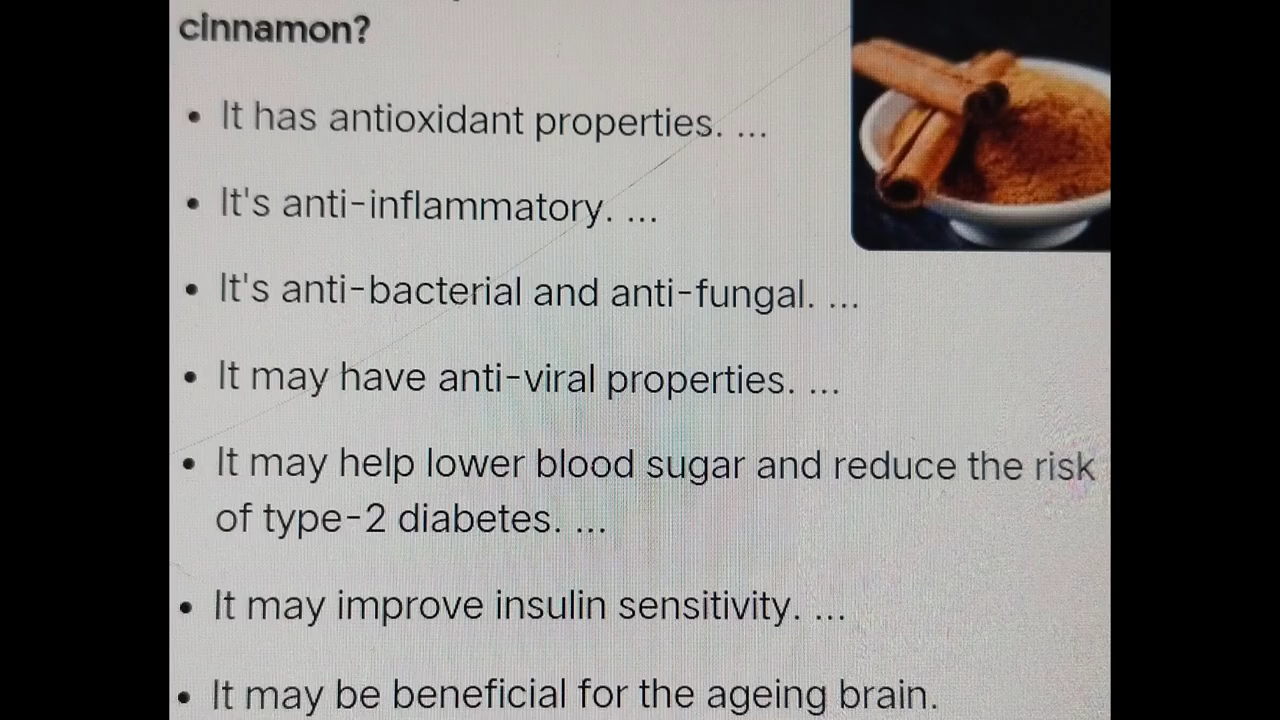 cinnamon?
• It has antioxidant properties. ...
• It's anti-inflammatory. ...
• It's anti-bacterial and anti-fungal. ...
• It may have anti-viral properties. ...
• It may help lower blood sugar and reduce the risk
of type-2 diabetes. ...
• It may improve insulin sensitivity. ...
• It may be beneficial for the ageing brain.